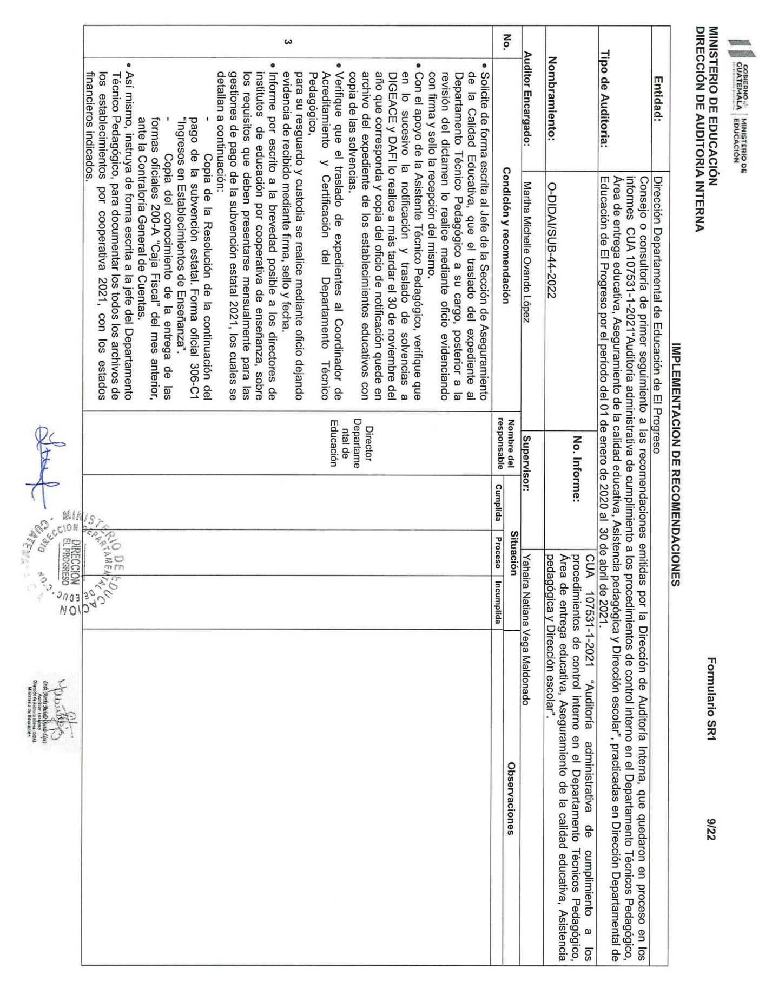 GOBIERNO de GUATEMALA
MINISTERIO DE EDUCACIÓN
MINISTERIO DE EDUCACIÓN
DIRECCIÓN DE AUDITORIA INTERNA
Formulario SR1
9/22
IMPLEMENTACION DE RECOMENDACIONES
Entidad:
Dirección Departamental de Educación de El Progreso
Tipo de Auditoria:
Consejo o consultoría de primer seguimiento a las recomendaciones emitidas por la Dirección de Auditoría Interna, que quedaron en proceso en los
informes CUA 107531-1-2021“Auditoría administrativa de cumplimiento a los procedimientos de control interno en el Departamento Técnicos Pedagógico,
Área de entrega educativa, Aseguramiento de la calidad educativa, Asistencia pedagógica y Dirección escolar”, practicadas en Dirección Departamental de
Educación de El Progreso por el período del 01 de enero de 2020 al 30 de abril de 2021.
Nombramiento:
O-DIDAI/SUB-44-2022
No. Informe:
CUA 107531-1-2021 “Auditoría administrativa de cumplimiento a los
procedimientos de control interno en el Departamento Técnicos Pedagógico,
Área de entrega educativa, Aseguramiento de la calidad educativa, Asistencia
pedagógica y Dirección escolar”.
Auditor Encargado:
Martha Michelle Ovando López
Supervisor:
Yahaira Natiana Vega Maldonado
No.
Condición y recomendación
Nombre del
responsable
Situación
Cumplida
Proceso
Incumplida
Observaciones
3
• Solicite de forma escrita al Jefe de la Sección de Aseguramiento
de la Calidad Educativa, que el traslado del expediente al
Departamento Técnico Pedagógico a su cargo, posterior a la
revisión del dictamen lo realice mediante oficio evidenciando
con firma y sello la recepción del mismo.
• Con el apoyo de la Asistente Técnico Pedagógico, verifique que
en lo sucesivo la notificación y traslado de solvencias a
DIGEACE y DAFI lo realice a más tardar el 30 de noviembre del
año que corresponda y copia del oficio de notificación quede en
archivo del expediente de los establecimientos educativos con
copia de las solvencias.
• Verifique que el traslado de expedientes al Coordinador de
Acreditamiento y Certificación del Departamento Técnico
Pedagógico,
para su resguardo y custodia se realice mediante oficio dejando
evidencia de recibido mediante firma, sello y fecha.
• Informe por escrito a la brevedad posible a los directores de
institutos de educación por cooperativa de enseñanza, sobre
los requisitos que deben presentarse mensualmente para las
gestiones de pago de la subvención estatal 2021, los cuales se
detallan a continuación:
- Copia de la Resolución de la continuación del
pago de la subvención estatal. Forma oficial 306-C1
“Ingresos en Establecimientos de Enseñanza”.
- Copia del conocimiento de la entrega de las
formas oficiales 200-A “Caja Fiscal” del mes anterior,
ante la Contraloría General de Cuentas.
• Así mismo, instruya de forma escrita a la jefe del Departamento
Técnico Pedagógico, para documentar los todos los archivos de
los establecimientos por cooperativa 2021, con los estados
financieros indicados.
Director
Departame
ntal de
Educación
MINISTERIO DE EDUCACION
DIRECCION DEPARTAMENTAL DE EDUC
DIRECCION
EL PROGRESO
Auditor Interno
Dirección de Auditoria Interna -DIDAI-
Ministerio de Educación